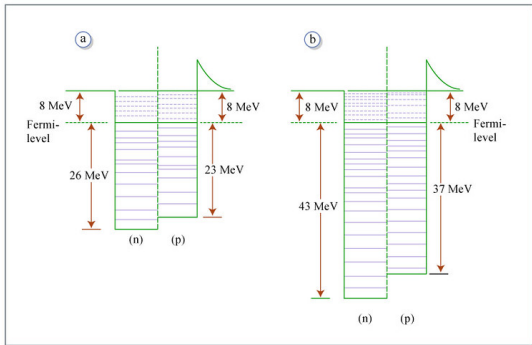 a
8 MeV
8 MeV
Fermi-
level
26 MeV
23 MeV
(n)
(p)
b
8 MeV
8 MeV
Fermi-
level
43 MeV
37 MeV
(n)
(p)